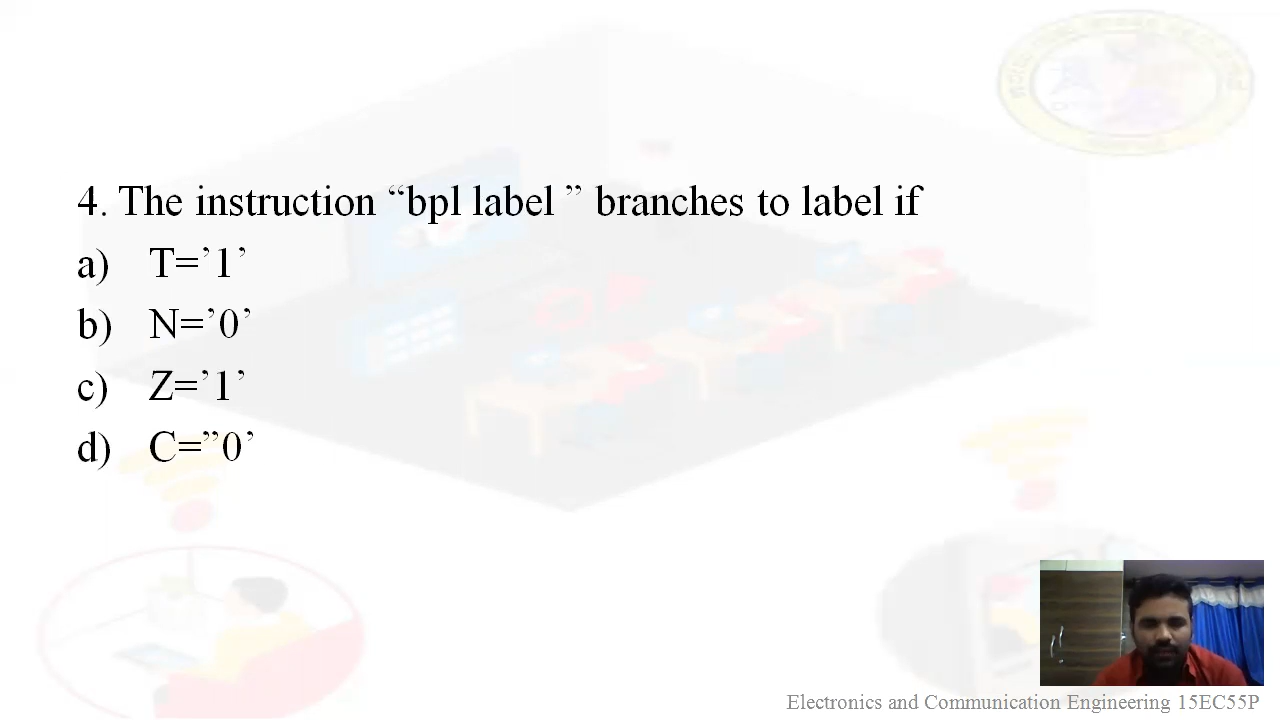 4. The instruction “bpl label ” branches to label if
a) T=’1’
b) N=’0’
c) Z=’1’
d) C=”0’
Electronics and Communication Engineering 15EC55P